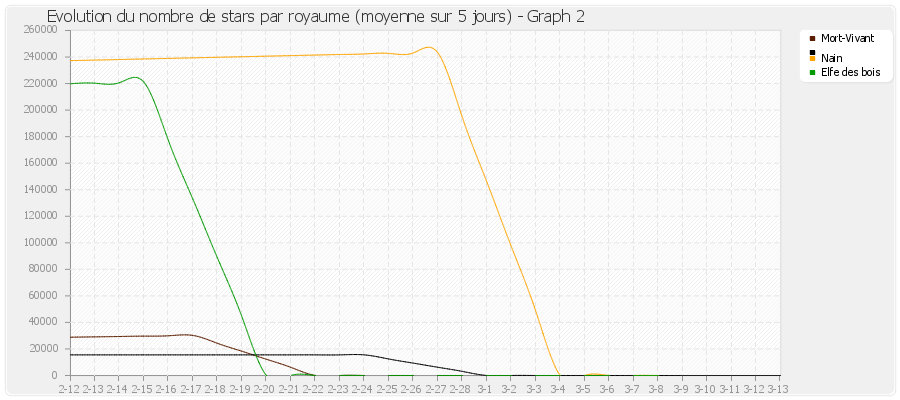 Evolution du nombre de stars par royaume (moyenne sur 5 jours) - Graph 2
260000
240000
220000
200000
180000
160000
140000
120000
100000
80000
60000
40000
20000
0
2-12 2-13 2-14 2-15 2-16 2-17 2-18 2-19 2-20 2-21 2-22 2-23 2-24 2-25 2-26 2-27 2-28 3-1 3-2 3-3 3-4 3-5 3-6 3-7 3-8 3-9 3-10 3-11 3-12 3-13
Mort-Vivant
Nain
Elfe des bois